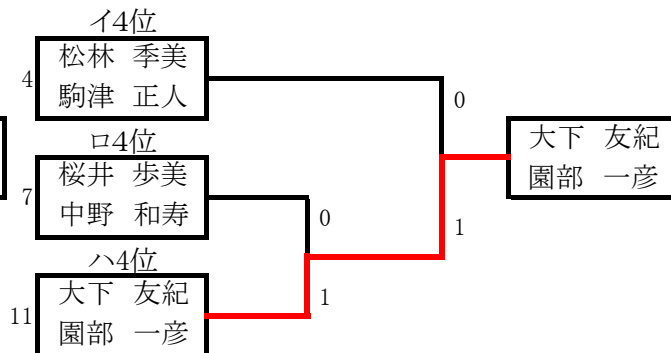 イ4位
4
松林 季美
駒津 正人
0
ロ4位
大下 友紀
園部 一彦
7
桜井 歩美
中野 和寿
0
1
ハ4位
11
大下 友紀
園部 一彦
1